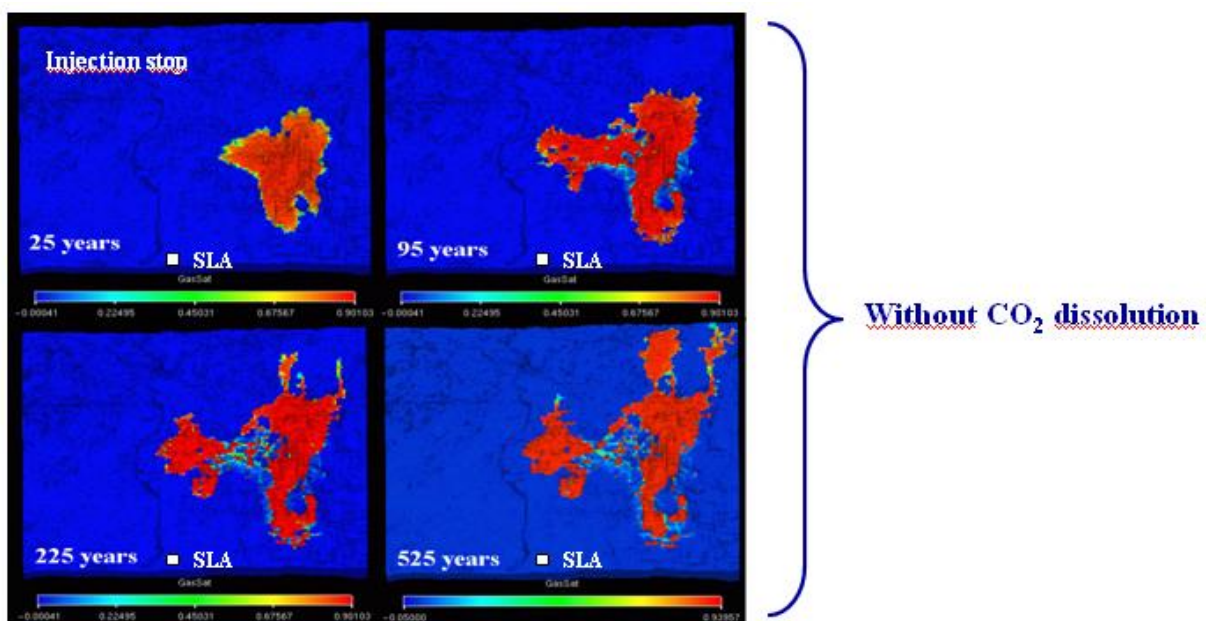 Injection stop
25 years
SLA
GasSat
-0.00041 0.22495 0.45031 0.67567 0.90103
95 years
SLA
GasSat
-0.00041 0.22495 0.45031 0.67567 0.90103
225 years
SLA
GasSat
-0.00041 0.22495 0.45031 0.67567 0.90103
525 years
SLA
GasSat
-0.05000 0.93957
Without CO₂ dissolution